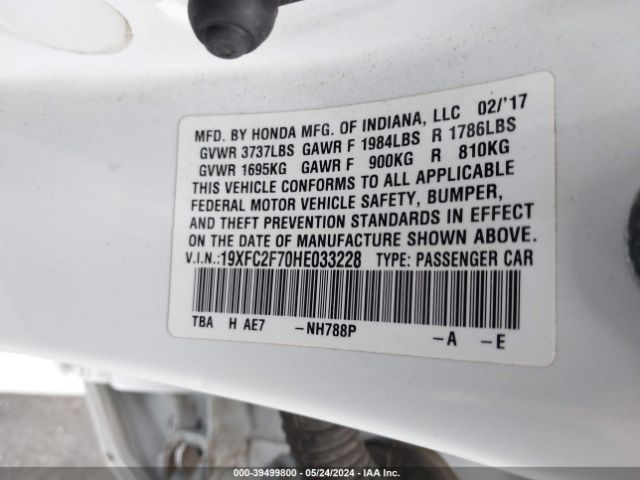 MFD. BY HONDA MFG. OF INDIANA, LLC 02/'17
GVWR 3737LBS GAWR F 1984LBS R 1786LBS
GVWR 1695KG GAWR F 900KG R 810KG
THIS VEHICLE CONFORMS TO ALL APPLICABLE
FEDERAL MOTOR VEHICLE SAFETY, BUMPER,
AND THEFT PREVENTION STANDARDS IN EFFECT
ON THE DATE OF MANUFACTURE SHOWN ABOVE.
V.I.N.:19XFC2F70HE033228 TYPE: PASSENGER CAR
TBA H AE7 -NH788P -A -E
000-39499800 - 05/24/2024 - IAA Inc.